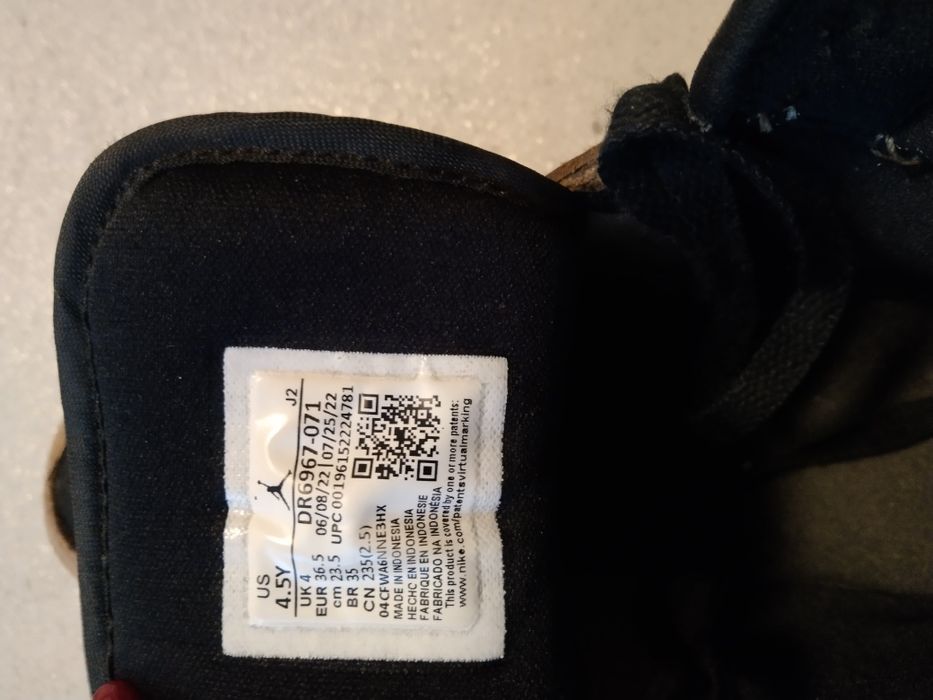 US
4.5Y
J2
UK 4
DR6967-071
EUR 36.5
06/08/22 | 07/25/22
cm 23.5
UPC 00196152224781
BR 35
CN 235(2.5)
04CFWA6NNE3HX
MADE IN INDONESIA
HECHC EN INDONESIA
FABRIQUE EN INDONESIE
FABRICADO NA INDONÉSIA
This product is covered by one or more patents:
www.nike.com/patentsvirtualmarking